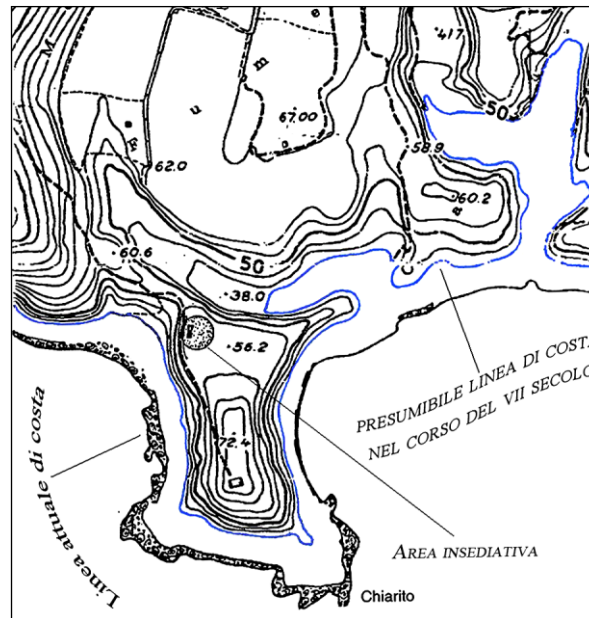 417
M
u
m
e
67.00
50
62.0
58.9
60.2
60.6
50
38.0
56.2
72.4
PRESUMIBILE LINEA DI COSTA
NEL CORSO DEL VII SECOLO
Linea attuale di costa
AREA INSEDIATIVA
Chiarito